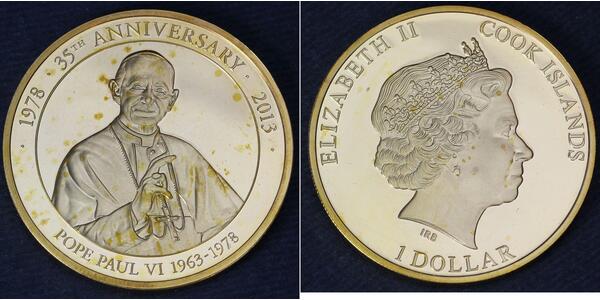 · 1978 · 35TH ANNIVERSARY · 2013 ·
POPE PAUL VI 1963-1978
ELIZABETH II
COOK ISLANDS
IRB
1 DOLLAR